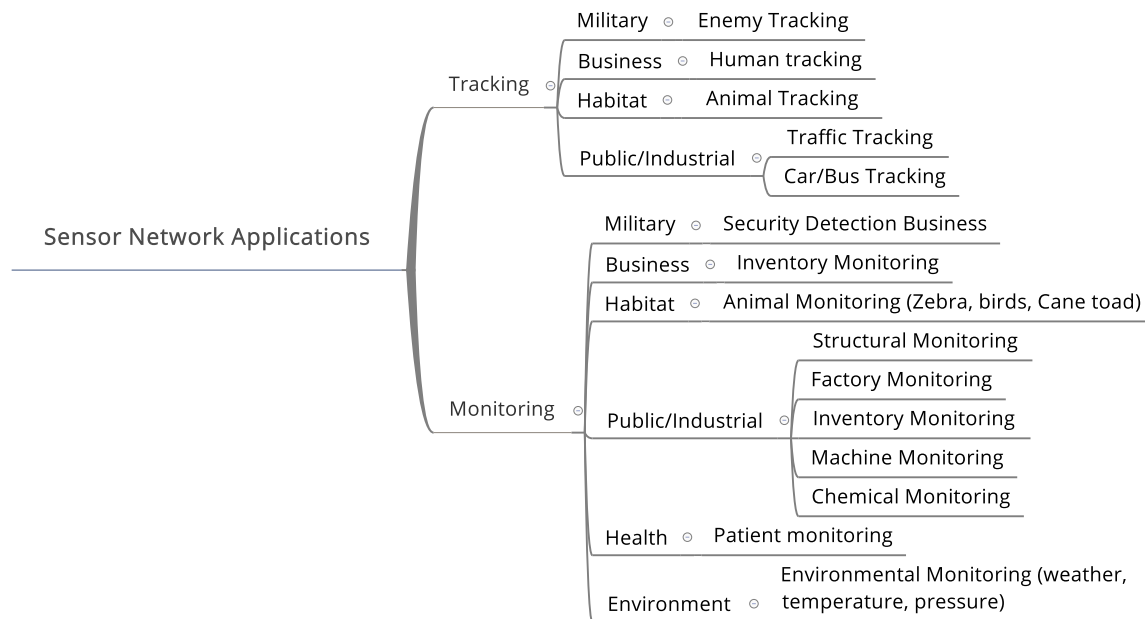 Sensor Network Applications
Tracking
Military
Enemy Tracking
Business
Human tracking
Habitat
Animal Tracking
Public/Industrial
Traffic Tracking
Car/Bus Tracking
Monitoring
Military
Security Detection Business
Business
Inventory Monitoring
Habitat
Animal Monitoring (Zebra, birds, Cane toad)
Public/Industrial
Structural Monitoring
Factory Monitoring
Inventory Monitoring
Machine Monitoring
Chemical Monitoring
Health
Patient monitoring
Environment
Environmental Monitoring (weather,
temperature, pressure)